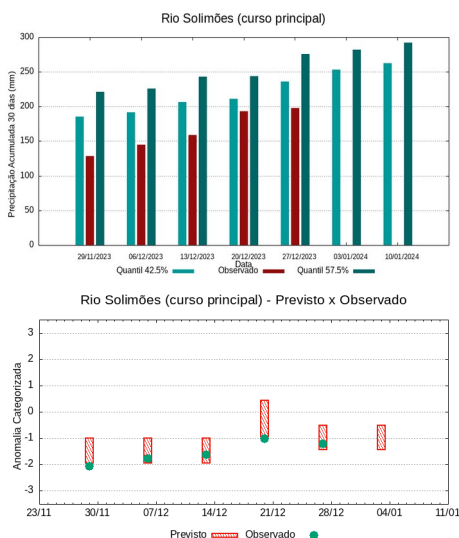 Rio Solimões (curso principal)
Precipitação Acumulada 30 dias (mm)
300
250
200
150
100
50
0
29/11/2023 06/12/2023 13/12/2023 20/12/2023 27/12/2023 03/01/2024 10/01/2024
Data
Quantil 42.5% Observado Quantil 57.5%
Rio Solimões (curso principal) - Previsto x Observado
Anomalia Categorizada
3
2
1
0
-1
-2
-3
23/11 30/11 07/12 14/12 21/12 28/12 04/01 11/01
Previsto Observado